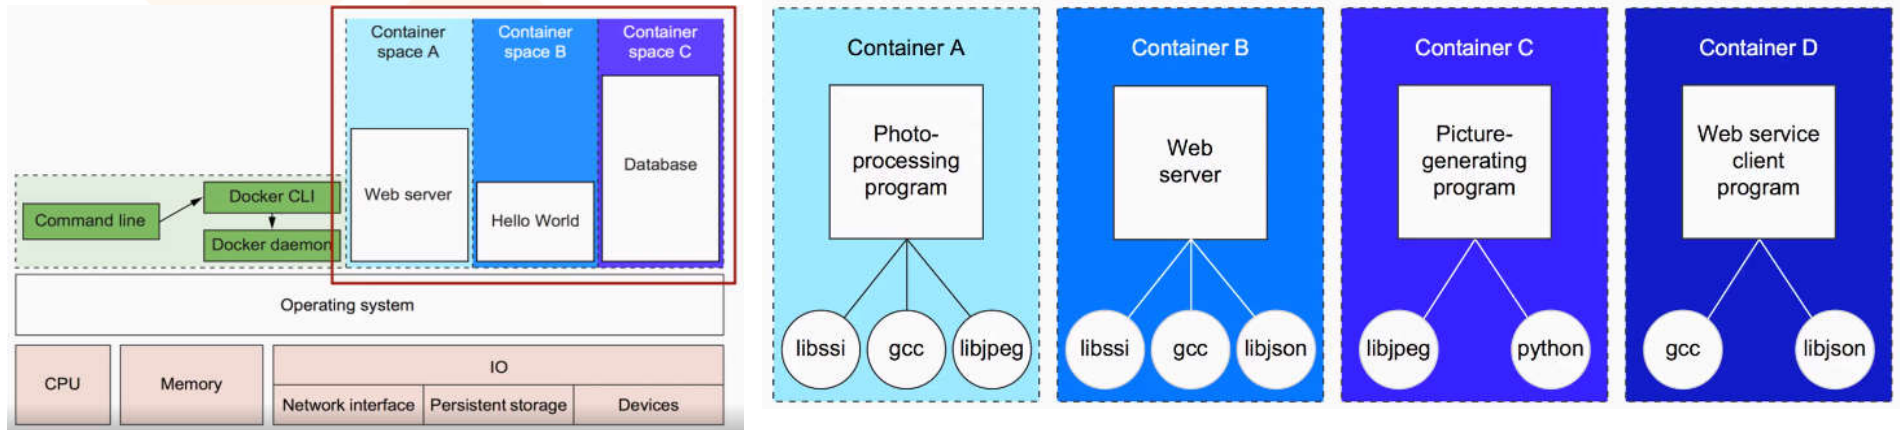 Container
space A
Container
space B
Container
space C
Web server
Hello World
Database
Command line
Docker CLI
Docker daemon
Operating system
CPU
Memory
IO
Network interface
Persistent storage
Devices
Container A
Photo-
processing
program
libssi
gcc
libjpeg
Container B
Web
server
libssi
gcc
libjson
Container C
Picture-
generating
program
libjpeg
python
Container D
Web service
client
program
gcc
libjson